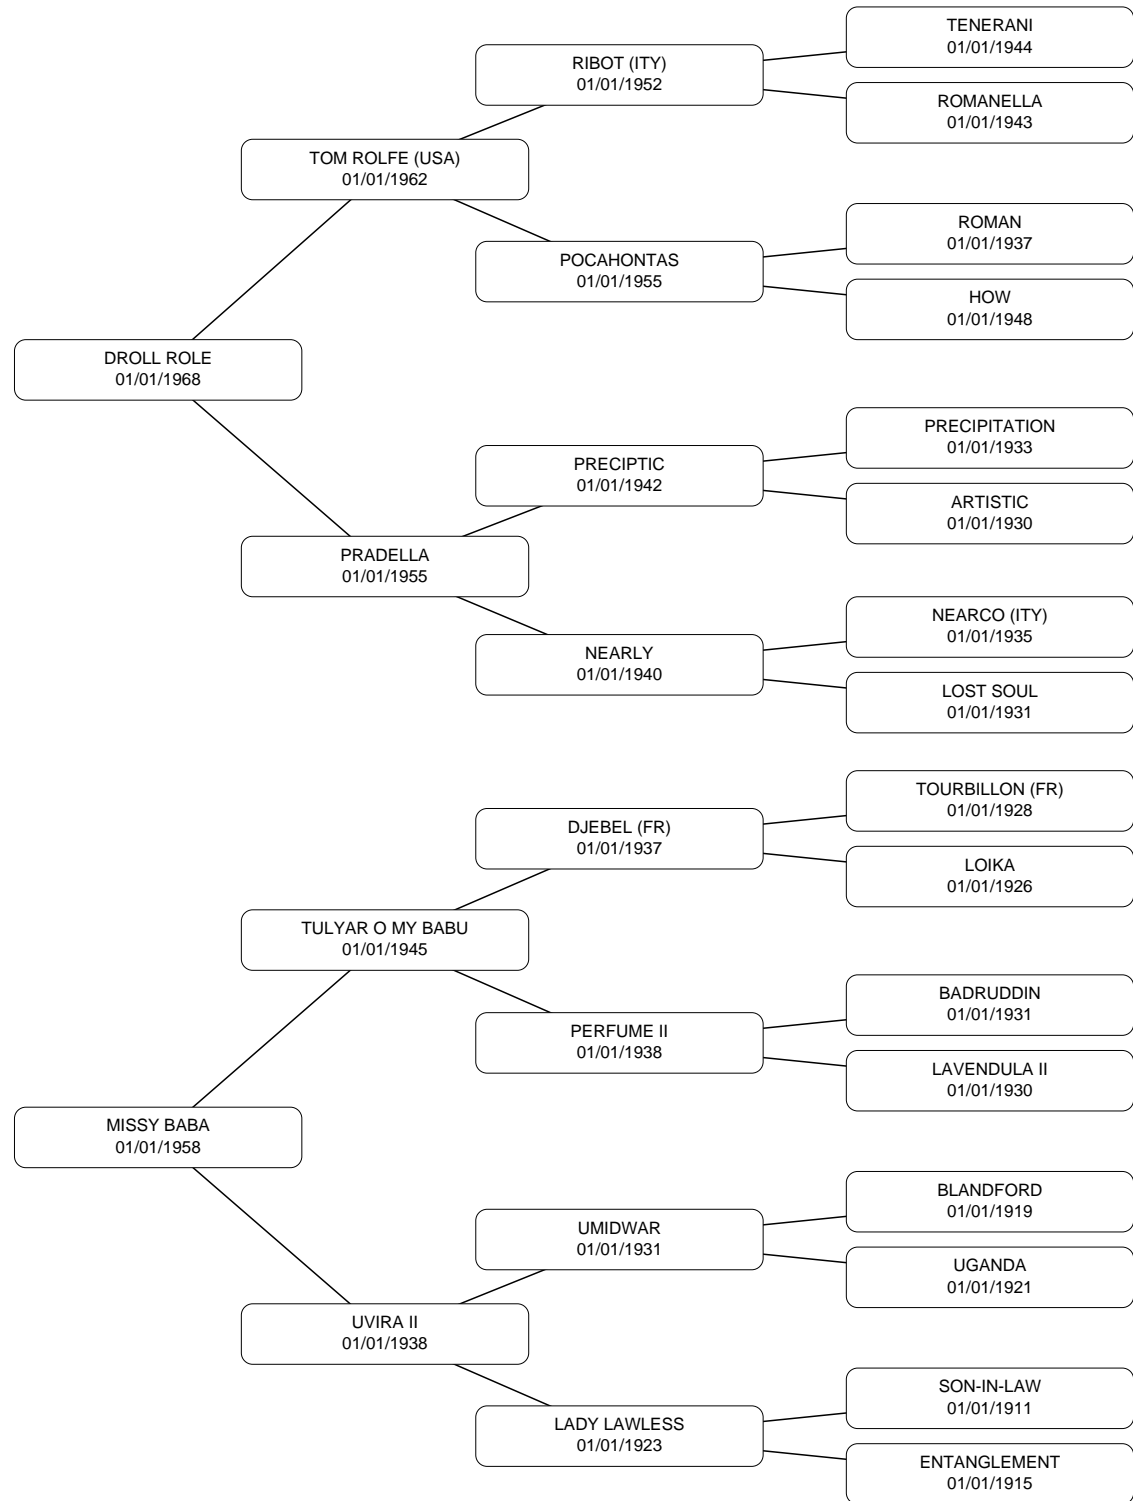 TENERANI
01/01/1944
RIBOT (ITY)
01/01/1952
ROMANELLA
01/01/1943
TOM ROLFE (USA)
01/01/1962
ROMAN
01/01/1937
POCAHONTAS
01/01/1955
HOW
01/01/1948
DROLL ROLE
01/01/1968
PRECIPITATION
01/01/1933
PRECIPTIC
01/01/1942
ARTISTIC
01/01/1930
PRADELLA
01/01/1955
NEARCO (ITY)
01/01/1935
NEARLY
01/01/1940
LOST SOUL
01/01/1931
TOURBILLON (FR)
01/01/1928
DJEBEL (FR)
01/01/1937
LOIKA
01/01/1926
TULYAR O MY BABU
01/01/1945
BADRUDDIN
01/01/1931
PERFUME II
01/01/1938
LAVENDULA II
01/01/1930
MISSY BABA
01/01/1958
BLANDFORD
01/01/1919
UMIDWAR
01/01/1931
UGANDA
01/01/1921
UVIRA II
01/01/1938
SON-IN-LAW
01/01/1911
LADY LAWLESS
01/01/1923
ENTANGLEMENT
01/01/1915